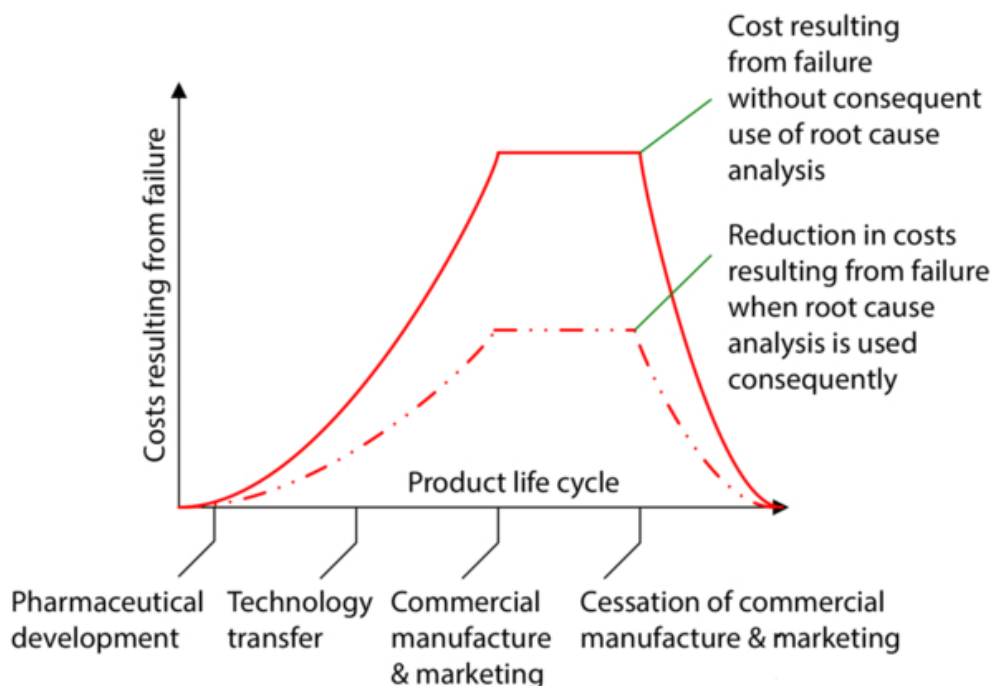 Cost resulting
from failure
without consequent
use of root cause
analysis
Reduction in costs
resulting from failure
when root cause
analysis is used
consequently
Costs resulting from failure
Product life cycle
Pharmaceutical
development
Technology
transfer
Commercial
manufacture
& marketing
Cessation of commercial
manufacture & marketing